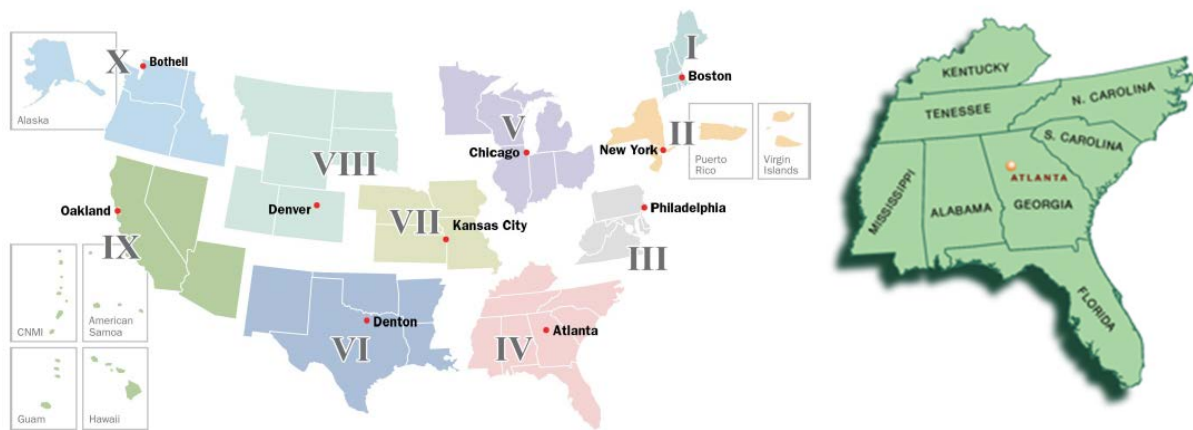 X
Bothell
Alaska
I
Boston
V
Chicago
II
New York
Puerto
Rico
Virgin
Islands
VIII
Denver
Oakland
IX
VII
Kansas City
Philadelphia
III
CNMI
American
Samoa
Guam
Hawaii
Denton
VI
Atlanta
IV
KENTUCKY
TENNESSEE
N. CAROLINA
S. CAROLINA
ATLANTA
MISSISSIPPI
ALABAMA
GEORGIA
FLORIDA